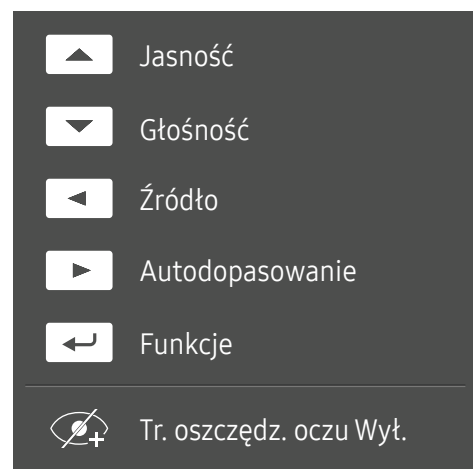 Jasność
Głośność
Źródło
Autodopasowanie
Funkcje
Tr. oszczędz. oczu Wył.